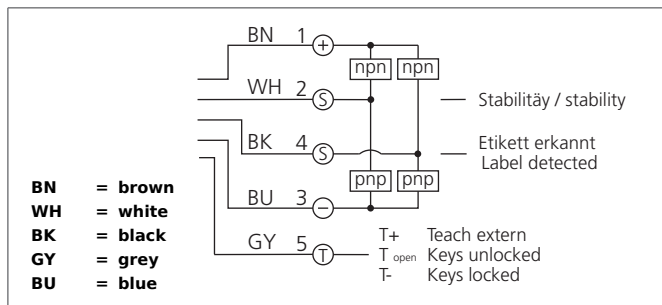 BN 1 +
npn npn
WH 2 S
Stabilitäy / stability
BK 4 S
Etikett erkannt
Label detected
pnp pnp
BU 3 −
GY 5 T
T+ Teach extern
T open Keys unlocked
T- Keys locked
BN = brown
WH = white
BK = black
GY = grey
BU = blue